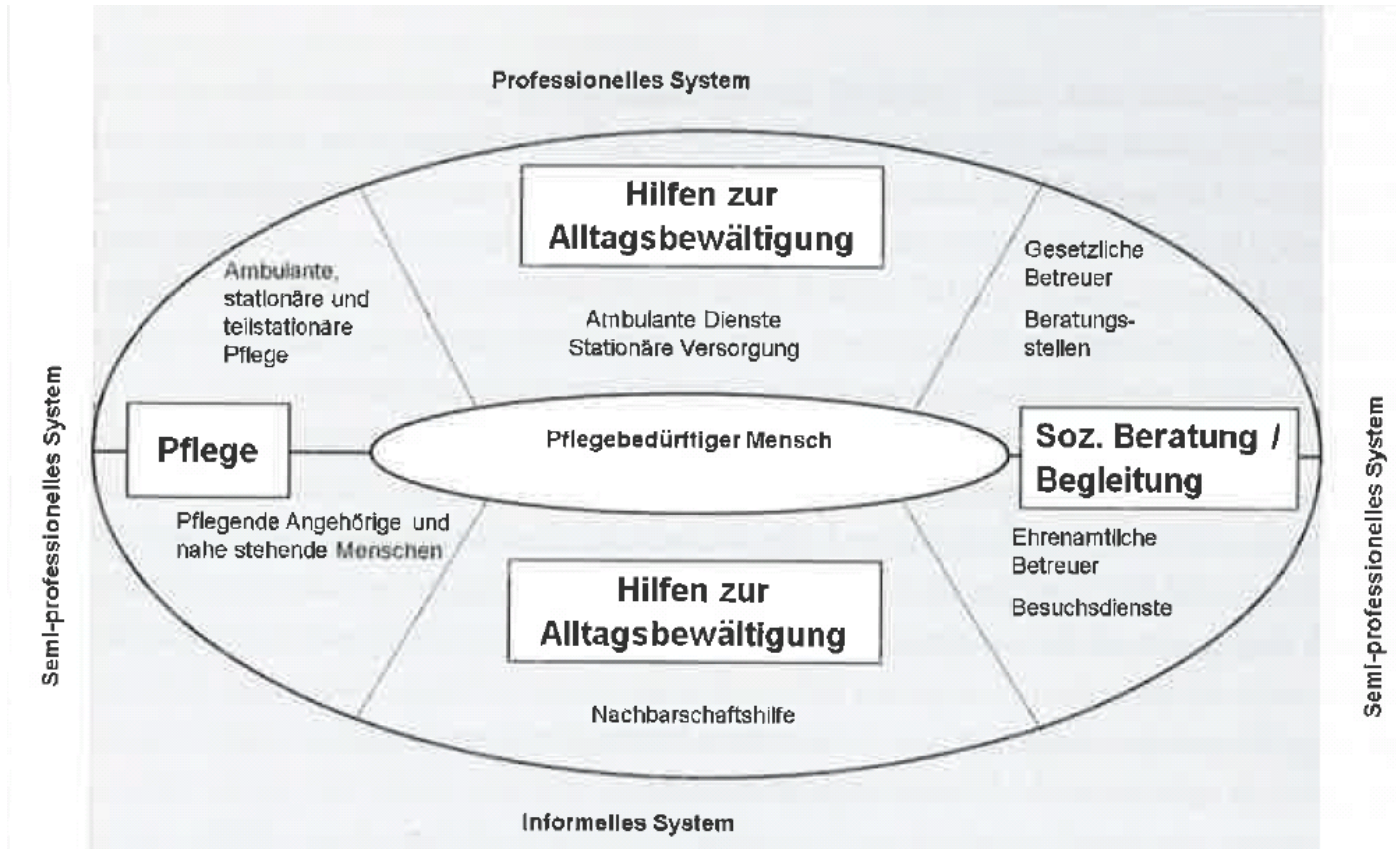 Professionelles System
Hilfen zur
Alltagsbewältigung
Ambulante,
stationäre und
teilstationäre
Pflege
Ambulante Dienste
Stationäre Versorgung
Gesetzliche
Betreuer
Beratungs-
stellen
Semi-professionelles System
Pflege
Pflegebedürftiger Mensch
Soz. Beratung /
Begleitung
Semi-professionelles System
Pflegende Angehörige und
nahe stehende Menschen
Hilfen zur
Alltagsbewältigung
Ehrenamtliche
Betreuer
Besuchsdienste
Nachbarschaftshilfe
Informelles System